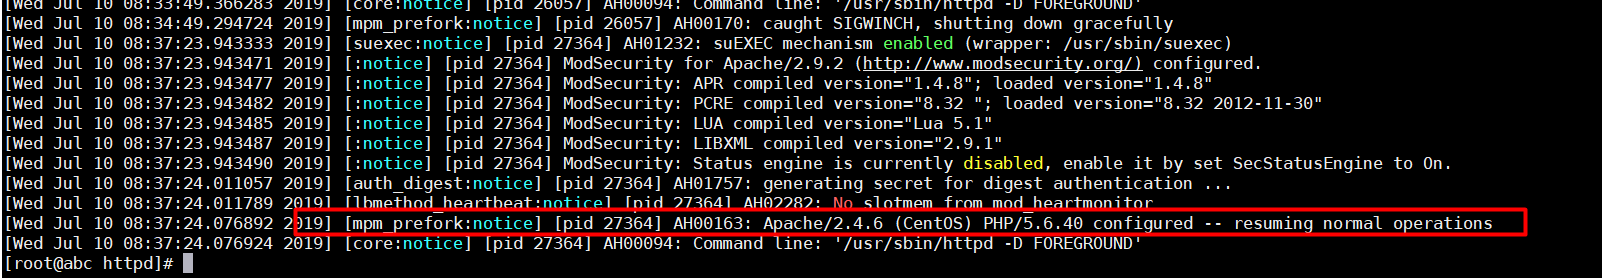 [Wed Jul 10 08:33:49.366283 2019] [core:notice] [pid 26057] AH00094: Command line: '/usr/sbin/httpd -D FOREGROUND'
[Wed Jul 10 08:34:49.294724 2019] [mpm_prefork:notice] [pid 26057] AH00170: caught SIGWINCH, shutting down gracefully
[Wed Jul 10 08:37:23.943333 2019] [suexec:notice] [pid 27364] AH01232: suEXEC mechanism enabled (wrapper: /usr/sbin/suexec)
[Wed Jul 10 08:37:23.943471 2019] [:notice] [pid 27364] ModSecurity for Apache/2.9.2 (http://www.modsecurity.org/) configured.
[Wed Jul 10 08:37:23.943477 2019] [:notice] [pid 27364] ModSecurity: APR compiled version="1.4.8"; loaded version="1.4.8"
[Wed Jul 10 08:37:23.943482 2019] [:notice] [pid 27364] ModSecurity: PCRE compiled version="8.32 "; loaded version="8.32 2012-11-30"
[Wed Jul 10 08:37:23.943485 2019] [:notice] [pid 27364] ModSecurity: LUA compiled version="Lua 5.1"
[Wed Jul 10 08:37:23.943487 2019] [:notice] [pid 27364] ModSecurity: LIBXML compiled version="2.9.1"
[Wed Jul 10 08:37:23.943490 2019] [:notice] [pid 27364] ModSecurity: Status engine is currently disabled, enable it by set SecStatusEngine to On.
[Wed Jul 10 08:37:24.011057 2019] [auth_digest:notice] [pid 27364] AH01757: generating secret for digest authentication ...
[Wed Jul 10 08:37:24.011789 2019] [lbmethod_heartbeat:notice] [pid 27364] AH02282: No slotmem from mod_heartmonitor
[Wed Jul 10 08:37:24.076892 2019] [mpm_prefork:notice] [pid 27364] AH00163: Apache/2.4.6 (CentOS) PHP/5.6.40 configured -- resuming normal operations
[Wed Jul 10 08:37:24.076924 2019] [core:notice] [pid 27364] AH00094: Command line: '/usr/sbin/httpd -D FOREGROUND'
[root@abc httpd]#